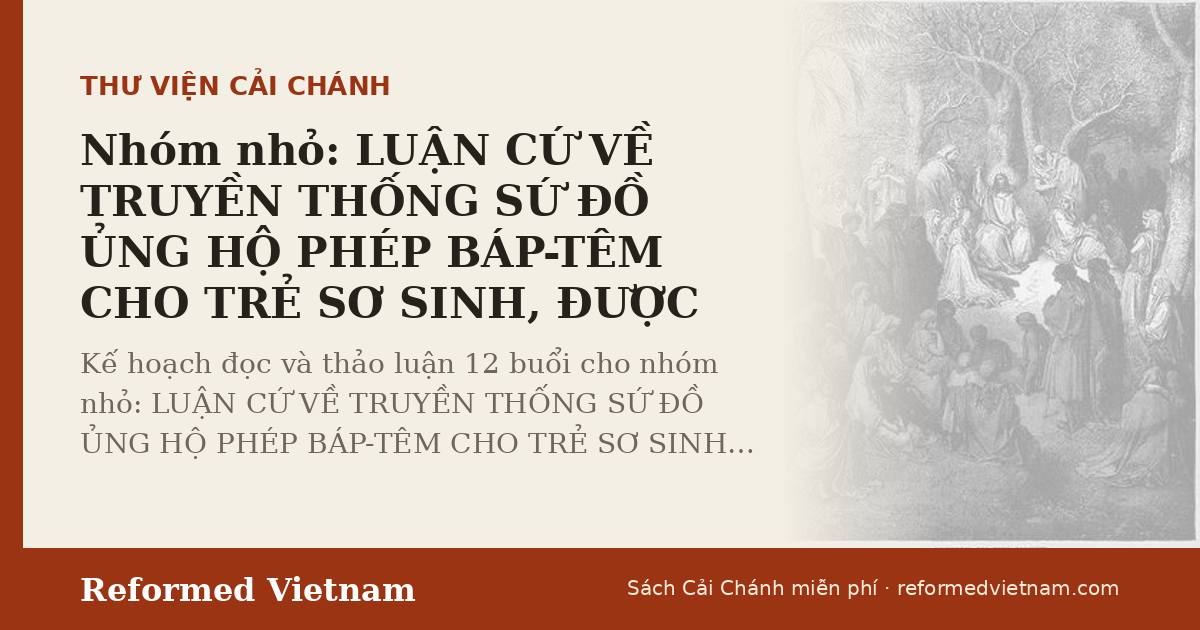 THƯ VIỆN CẢI CHÁNH
Nhóm nhỏ: LUẬN CỨ VỀ
TRUYỀN THỐNG SỨ ĐỒ
ỦNG HỘ PHÉP BÁP-TÊM
CHO TRẺ SƠ SINH, ĐƯỢC
Kế hoạch đọc và thảo luận 12 buổi cho nhóm
nhỏ: LUẬN CỨ VỀ TRUYỀN THỐNG SỨ ĐỒ
ỦNG HỘ PHÉP BÁP-TÊM CHO TRẺ SƠ SINH…
Reformed Vietnam
Sách Cải Chánh miễn phí · reformedvietnam.com